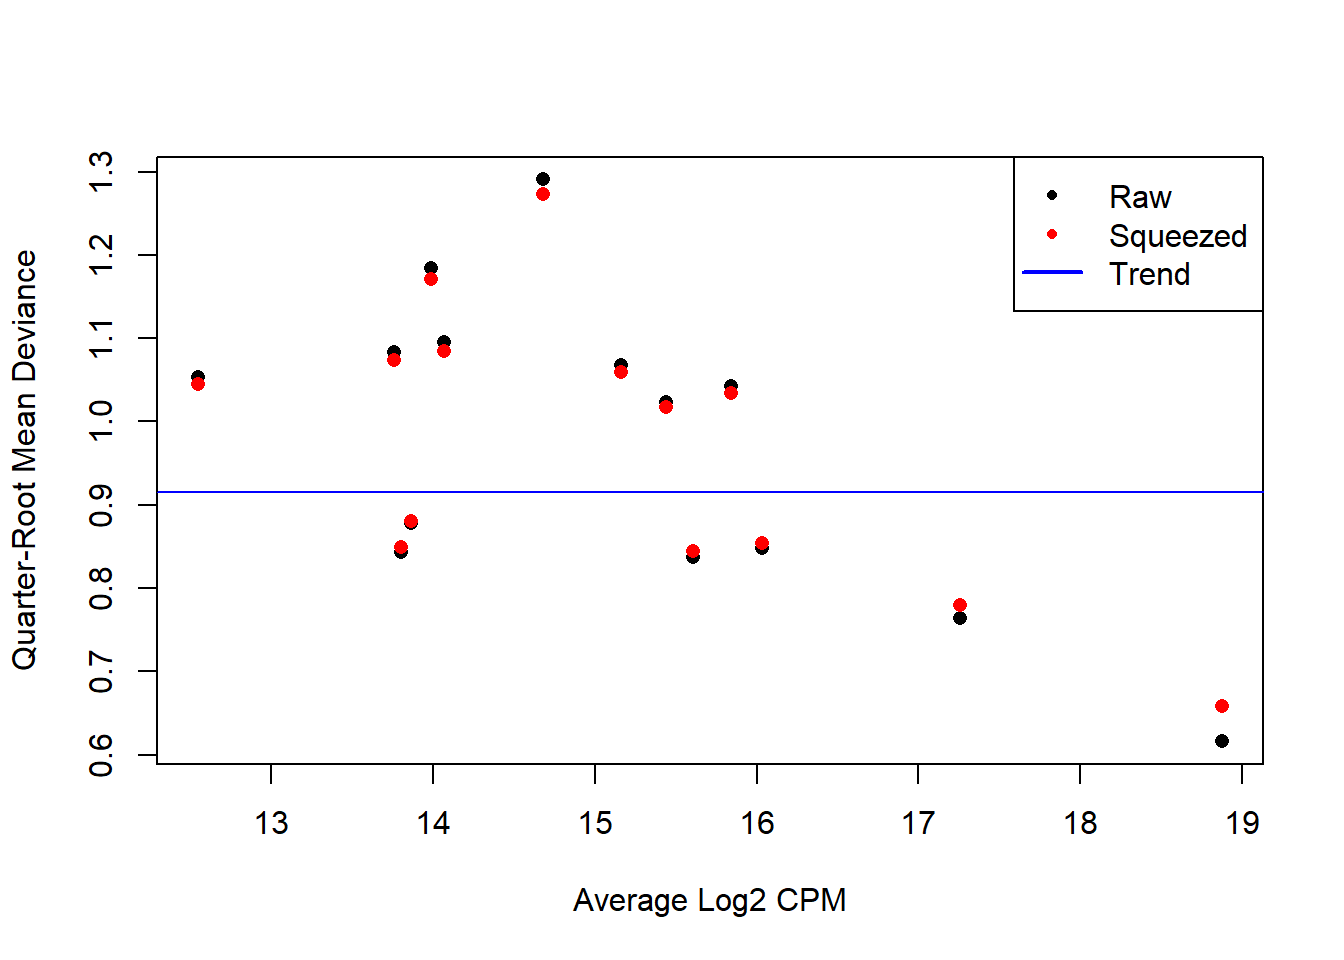 Quarter-Root Mean Deviance
1.3
1.2
1.1
1.0
0.9
0.8
0.7
0.6
Raw
Squeezed
Trend
13 14 15 16 17 18 19
Average Log2 CPM